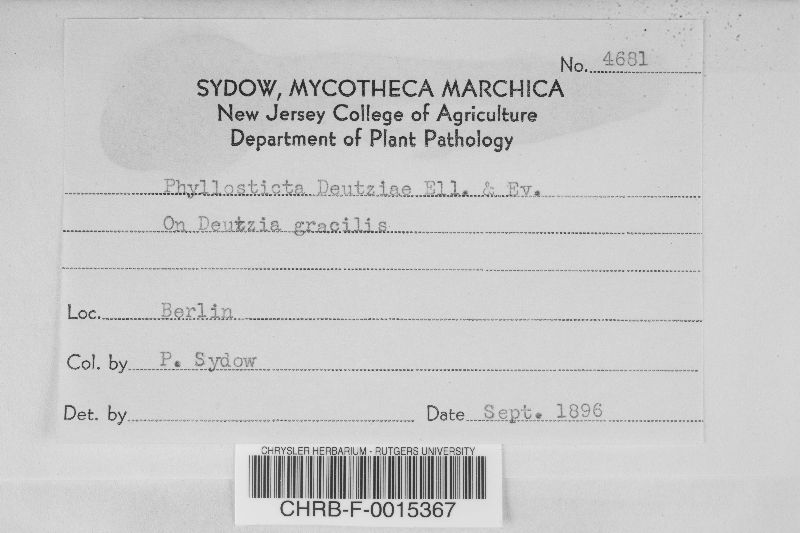 No. 4681
SYDOW, MYCOTHECA MARCHICA
New Jersey College of Agriculture
Department of Plant Pathology
Phyllosticta Deutziae Ell. & Ev.
On Deutzia gracilis
Loc. Berlin
Col. by P. Sydow
Det. by
Date Sept. 1896
CHRYSLER HERBARIUM - RUTGERS UNIVERSITY
CHRB-F-0015367